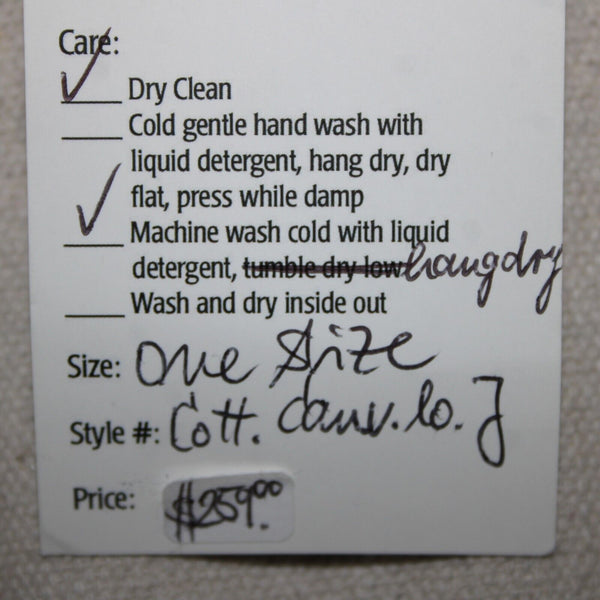 Care:
Dry Clean
Cold gentle hand wash with
liquid detergent, hang dry, dry
flat, press while damp
Machine wash cold with liquid
detergent, tumble dry low hang dry
Wash and dry inside out
Size: One Size
Style #: Cott. Canv. lo. J
Price: $259.00